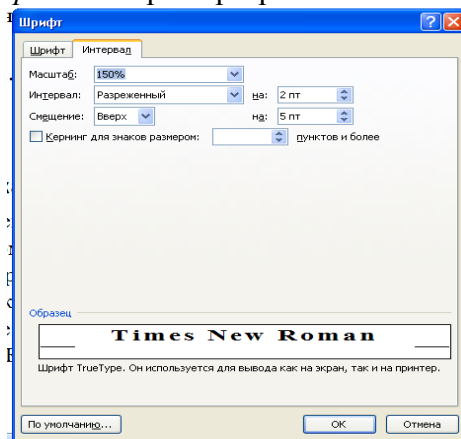 Шрифт
Шрифт Интервал
Масштаб: 150%
Интервал: Разреженный на: 2 пт
Смещение: Вверх на: 5 пт
Кернинг для знаков размером: пунктов и более
Образец
Times New Roman
Шрифт TrueType. Он используется для вывода как на экран, так и на принтер.
По умолчанию... ОК Отмена